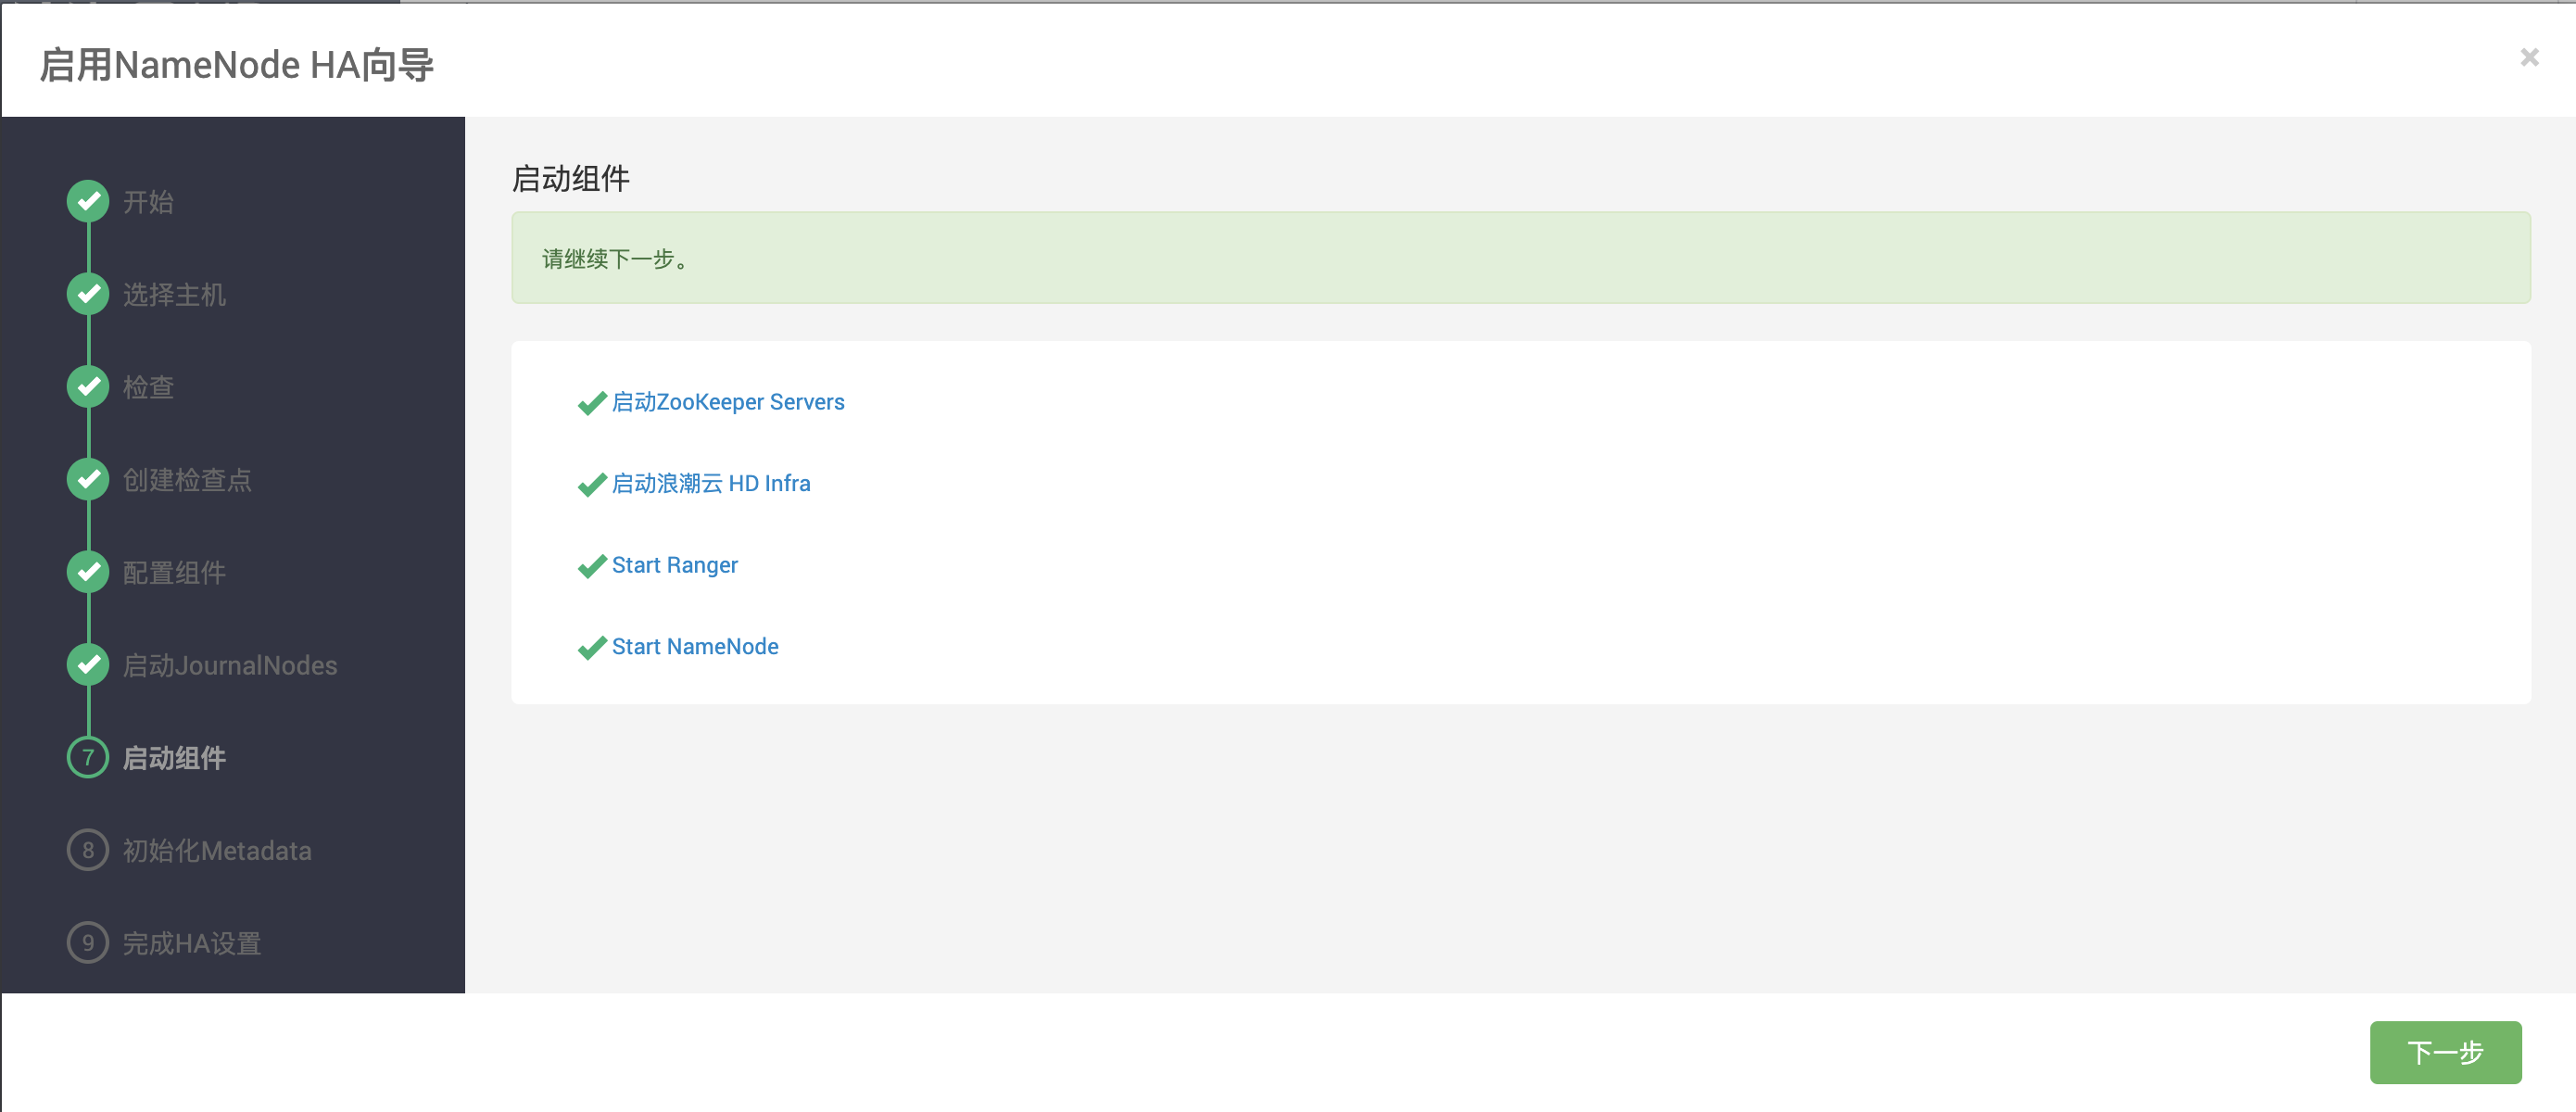 启用NameNode HA向导
×
开始
选择主机
检查
创建检查点
配置组件
启动JournalNodes
7 启动组件
8 初始化Metadata
9 完成HA设置
启动组件
请继续下一步。
启动ZooKeeper Servers
启动浪潮云 HD Infra
Start Ranger
Start NameNode
下一步